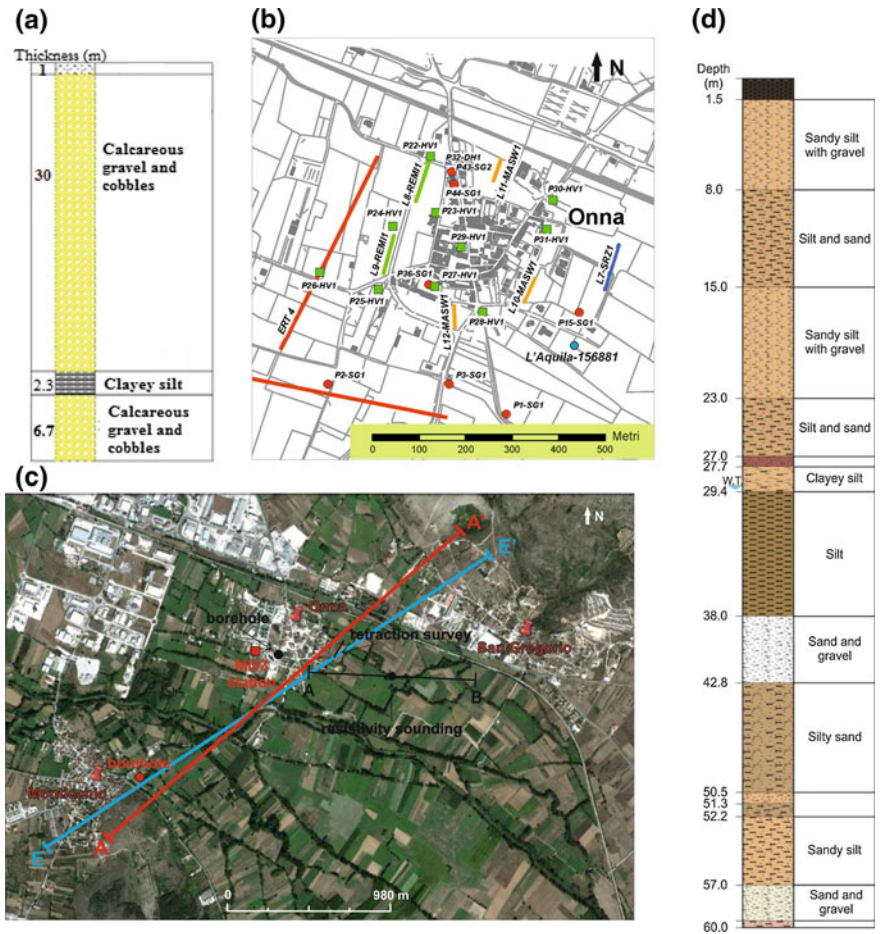 (a)
Thickness (m)
1
30
Calcareous
gravel and
cobbles
2.3
Clayey silt
6.7
Calcareous
gravel and
cobbles
(b)
N
P22-HV1
P32-DH1
P43-SG2
P44-SG1
L8-REMI1
L11-MASW1
P30-HV1
Onna
P24-HV1
P23-HV1
P31-HV1
P29-HV1
L9-REMI1
L7-SRZ1
P26-HV1
P36-SG1
P27-HV1
P25-HV1
L10-MASW1
ERT 4
L12-MASW1
P28-HV1
P15-SG1
L'Aquila-156881
P2-SG1
P3-SG1
P1-SG1
Metri
0 100 200 300 400 500
(c)
N
A'
E'
Onna
borehole
refraction survey
San Gregorio
MI03
station
A
B
resistivity sounding
borehole
Monticchio
E
A
0
980 m
(d)
Depth
(m)
1.5
Sandy silt
with gravel
8.0
Silt and sand
15.0
Sandy silt
with gravel
23.0
Silt and sand
27.0
27.7
Clayey silt
W.T.
29.4
Silt
38.0
Sand and
gravel
42.8
Silty sand
50.5
51.3
52.2
Sandy silt
57.0
Sand and
gravel
60.0